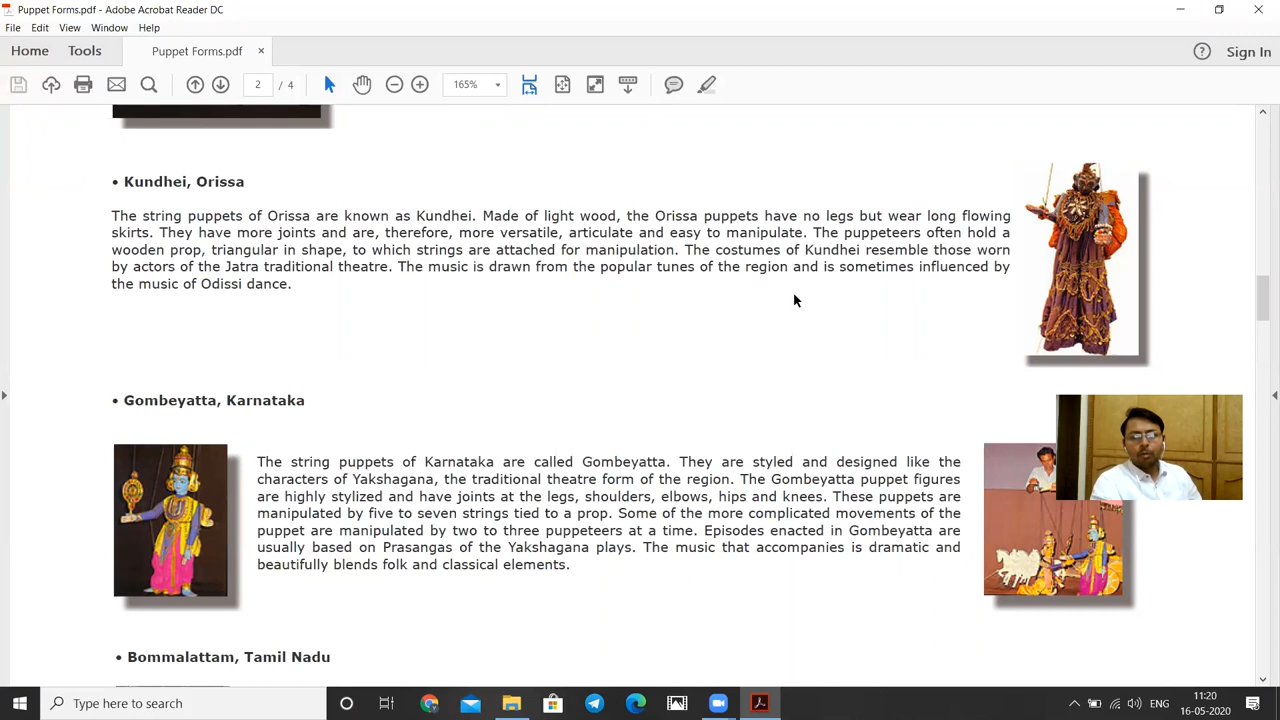 Puppet Forms.pdf - Adobe Acrobat Reader DC
File Edit View Window Help
Home Tools Puppet Forms.pdf × ? Sign In
2 / 4 165%
• Kundhei, Orissa
The string puppets of Orissa are known as Kundhei. Made of light wood, the Orissa puppets have no legs but wear long flowing
skirts. They have more joints and are, therefore, more versatile, articulate and easy to manipulate. The puppeteers often hold a
wooden prop, triangular in shape, to which strings are attached for manipulation. The costumes of Kundhei resemble those worn
by actors of the Jatra traditional theatre. The music is drawn from the popular tunes of the region and is sometimes influenced by
the music of Odissi dance.
• Gombeyatta, Karnataka
The string puppets of Karnataka are called Gombeyatta. They are styled and designed like the
characters of Yakshagana, the traditional theatre form of the region. The Gombeyatta puppet figures
are highly stylized and have joints at the legs, shoulders, elbows, hips and knees. These puppets are
manipulated by five to seven strings tied to a prop. Some of the more complicated movements of the
puppet are manipulated by two to three puppeteers at a time. Episodes enacted in Gombeyatta are
usually based on Prasangas of the Yakshagana plays. The music that accompanies is dramatic and
beautifully blends folk and classical elements.
• Bommalattam, Tamil Nadu
Type here to search
ENG
11:20
16-05-2020